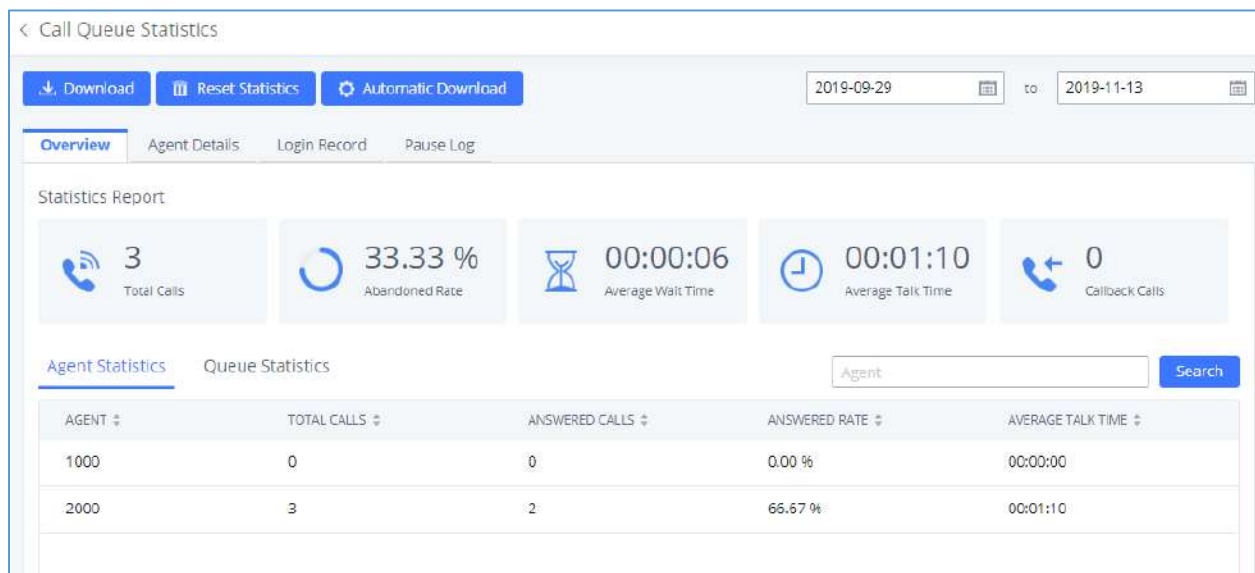 < Call Queue Statistics
Download Reset Statistics Automatic Download 2019-09-29 to 2019-11-13
Overview Agent Details Login Record Pause Log
Statistics Report
3 33.33 % 00:00:06 00:01:10 0
Total Calls Abandoned Rate Average Wait Time Average Talk Time Callback Calls
Agent Statistics Queue Statistics Agent Search
AGENT TOTAL CALLS ANSWERED CALLS ANSWERED RATE AVERAGE TALK TIME
1000 0 0 0.00 % 00:00:00
2000 3 2 66.67 % 00:01:10